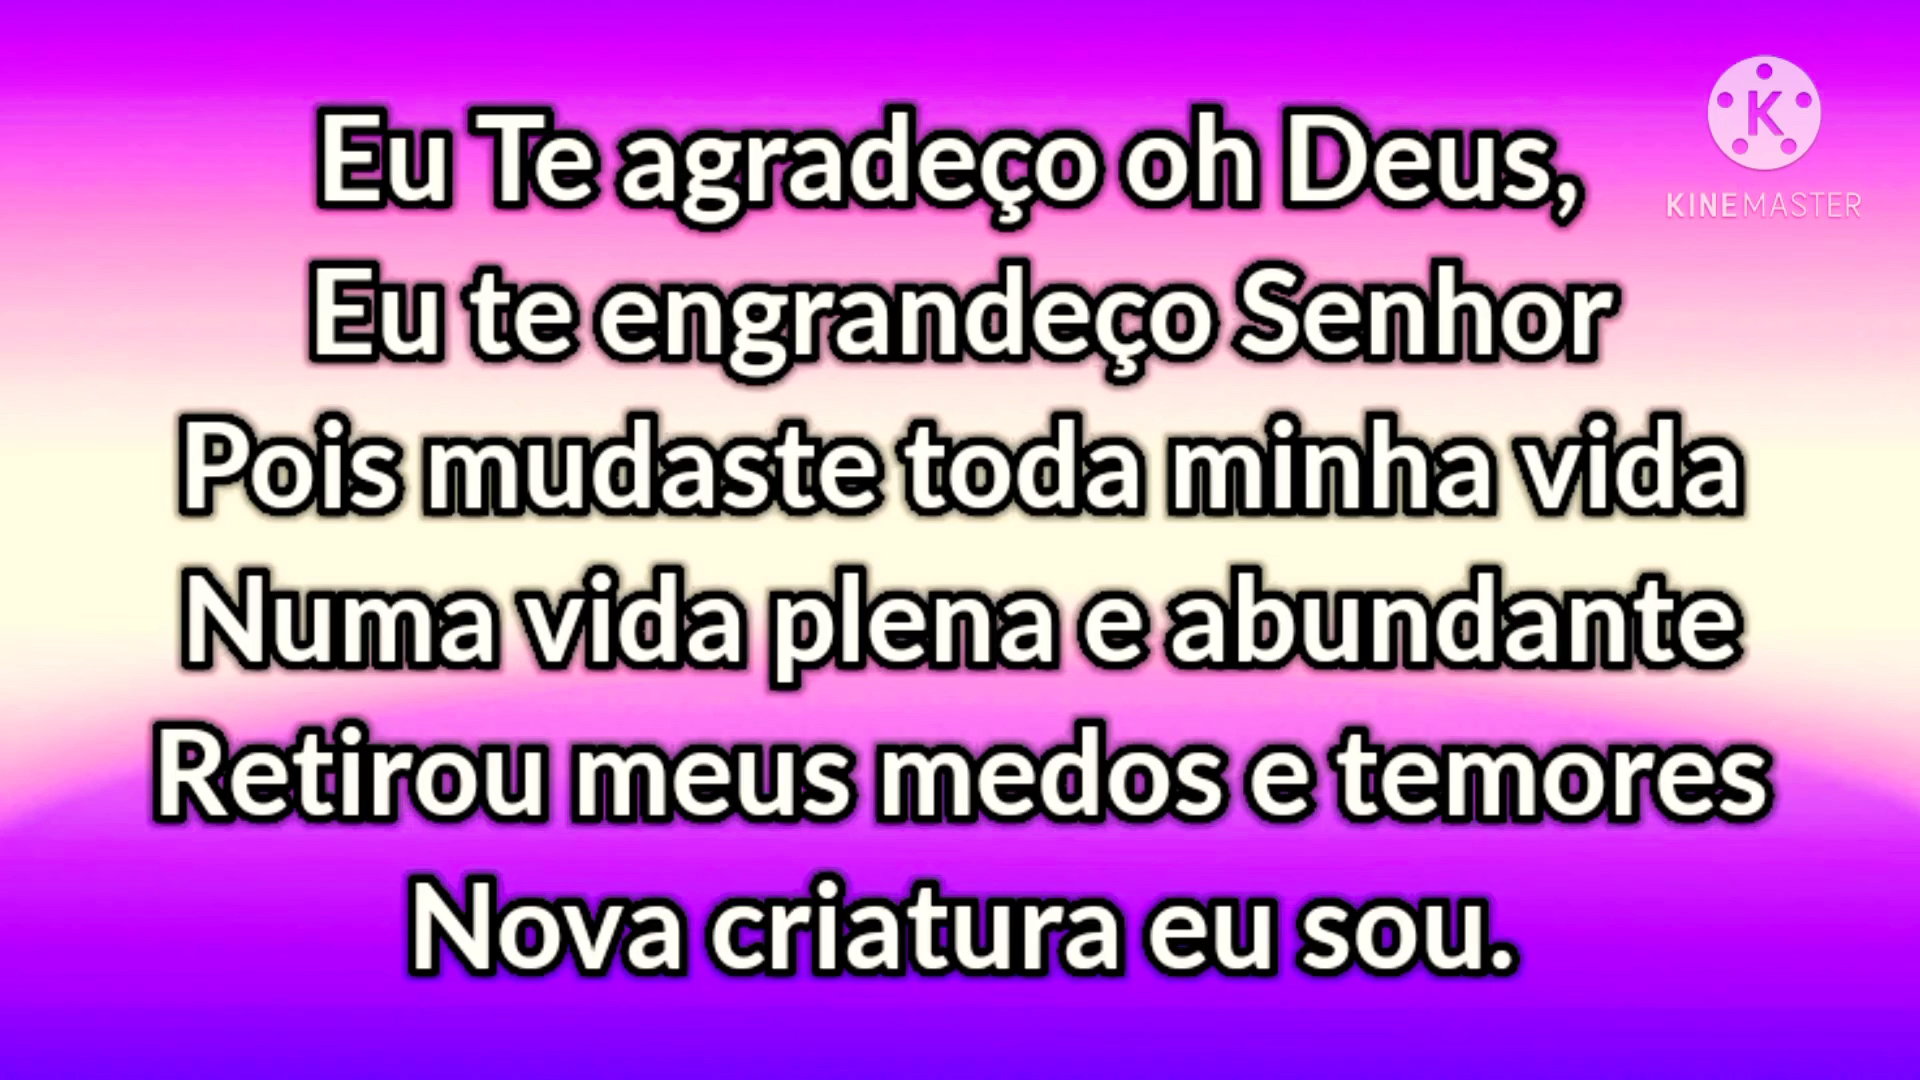 Eu Te agradeço oh Deus,
Eu te engrandeço Senhor
Pois mudaste toda minha vida
Numa vida plena e abundante
Retirou meus medos e temores
Nova criatura eu sou.
K
KINEMASTER